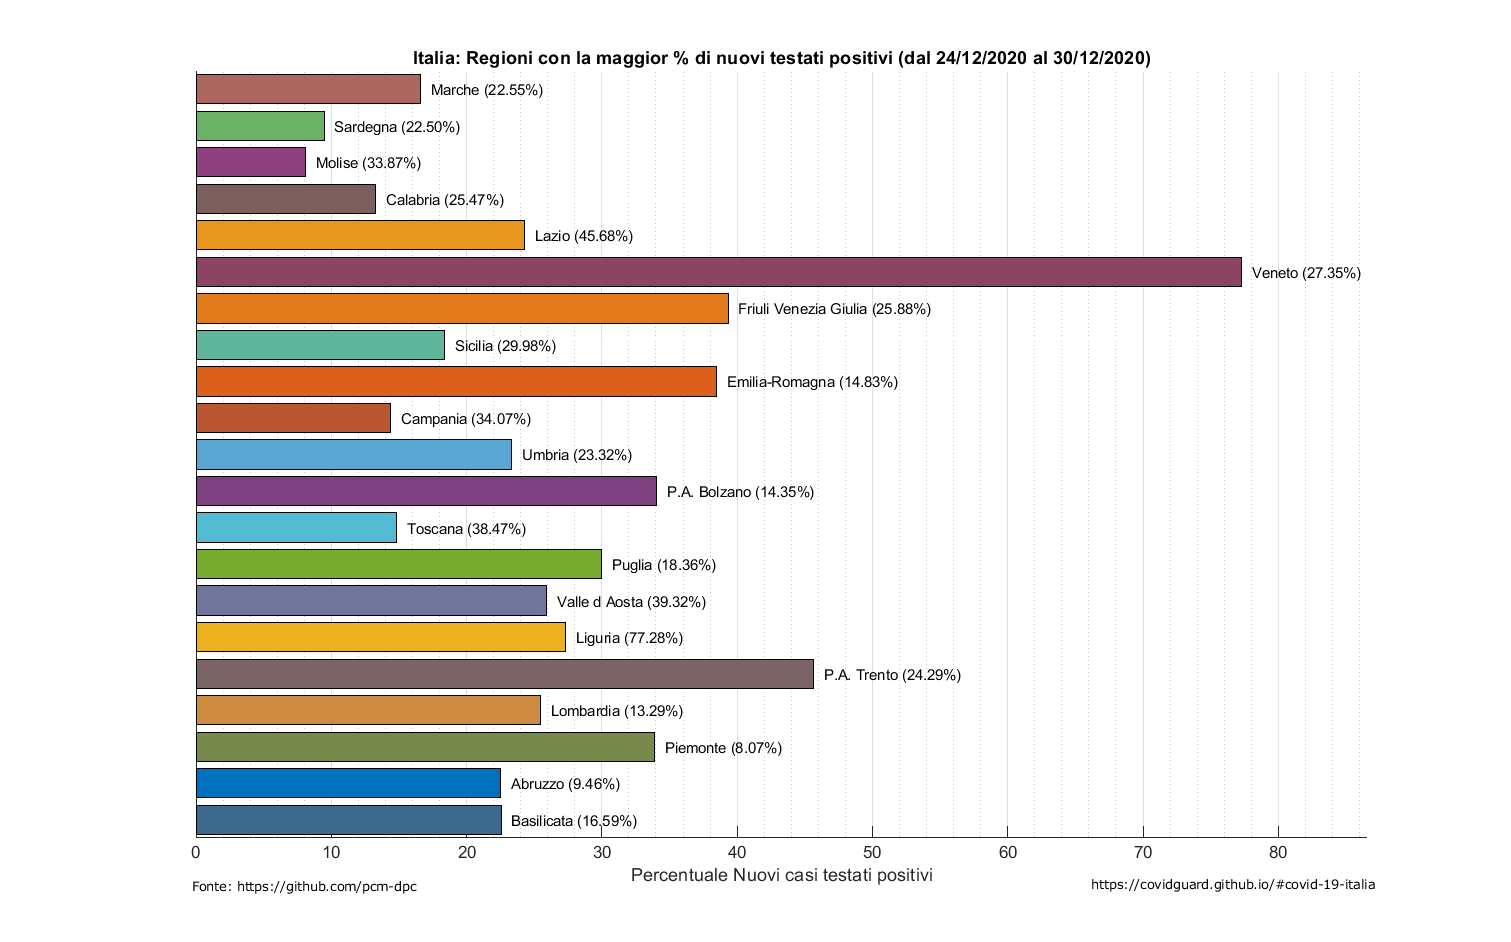 Italia: Regioni con la maggior % di nuovi testati positivi (dal 24/12/2020 al 30/12/2020)
Marche (22.55%)
Sardegna (22.50%)
Molise (33.87%)
Calabria (25.47%)
Lazio (45.68%)
Veneto (27.35%)
Friuli Venezia Giulia (25.88%)
Sicilia (29.98%)
Emilia-Romagna (14.83%)
Campania (34.07%)
Umbria (23.32%)
P.A. Bolzano (14.35%)
Toscana (38.47%)
Puglia (18.36%)
Valle d Aosta (39.32%)
Liguria (77.28%)
P.A. Trento (24.29%)
Lombardia (13.29%)
Piemonte (8.07%)
Abruzzo (9.46%)
Basilicata (16.59%)
0 10 20 30 40 50 60 70 80
Percentuale Nuovi casi testati positivi
Fonte: https://github.com/pcm-dpc
https://covidguard.github.io/#covid-19-italia